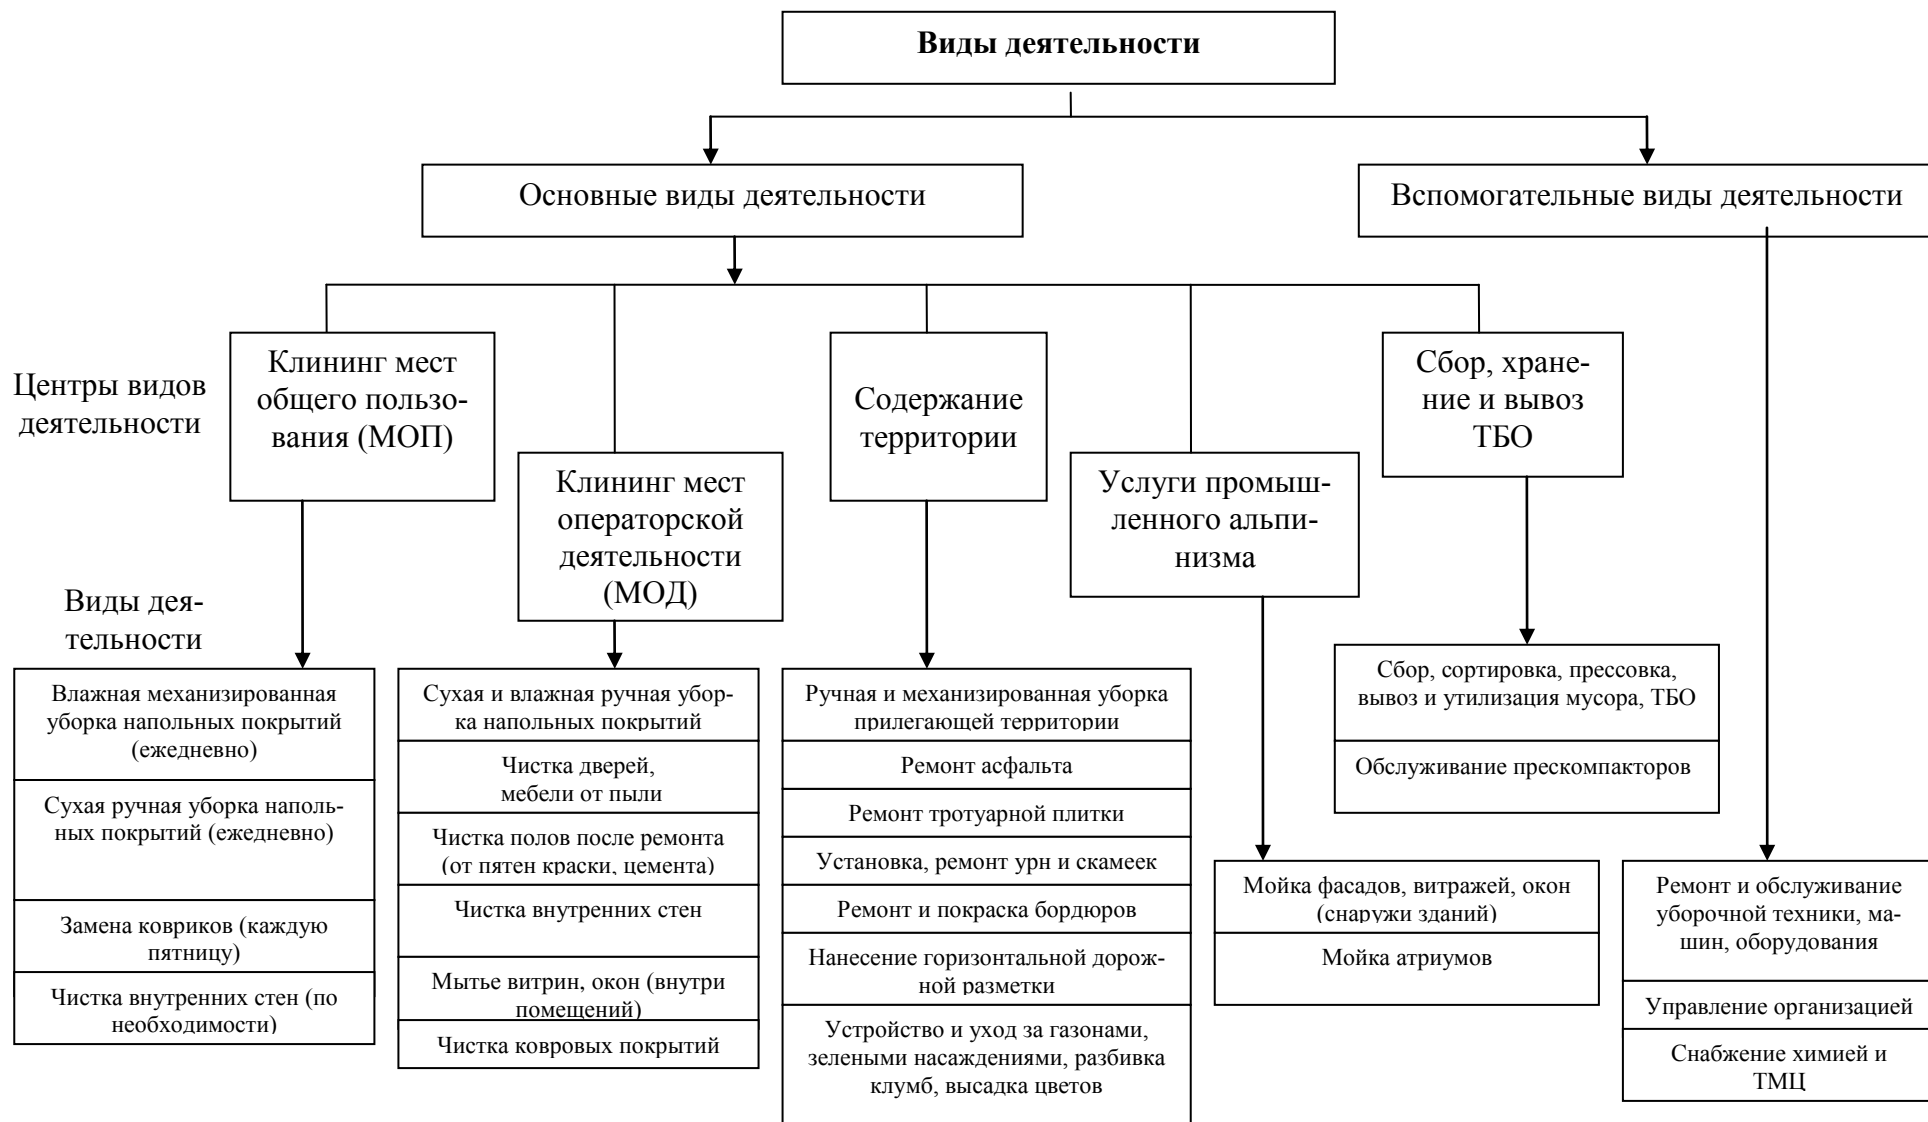 Виды деятельности
Основные виды деятельности
Вспомогательные виды деятельности
Центры видов
деятельности
Клининг мест
общего пользо-
вания (МОП)
Клининг мест
операторской
деятельности
(МОД)
Содержание
территории
Услуги промыш-
ленного альпи-
низма
Сбор, хране-
ние и вывоз
ТБО
Виды дея-
тельности
Влажная механизированная
уборка напольных покрытий
(ежедневно)
Сухая ручная уборка наполь-
ных покрытий (ежедневно)
Замена ковриков (каждую
пятницу)
Чистка внутренних стен (по
необходимости)
Сухая и влажная ручная убор-
ка напольных покрытий
Чистка дверей,
мебели от пыли
Чистка полов после ремонта
(от пятен краски, цемента)
Чистка внутренних стен
Мытье витрин, окон (внутри
помещений)
Чистка ковровых покрытий
Ручная и механизированная уборка
прилегающей территории
Ремонт асфальта
Ремонт тротуарной плитки
Установка, ремонт урн и скамеек
Ремонт и покраска бордюров
Нанесение горизонтальной дорож-
ной разметки
Устройство и уход за газонами,
зелеными насаждениями, разбивка
клумб, высадка цветов
Мойка фасадов, витражей, окон
(снаружи зданий)
Мойка атриумов
Сбор, сортировка, прессовка,
вывоз и утилизация мусора, ТБО
Обслуживание прескомпакторов
Ремонт и обслуживание
уборочной техники, ма-
шин, оборудования
Управление организацией
Снабжение химией и
ТМЦ